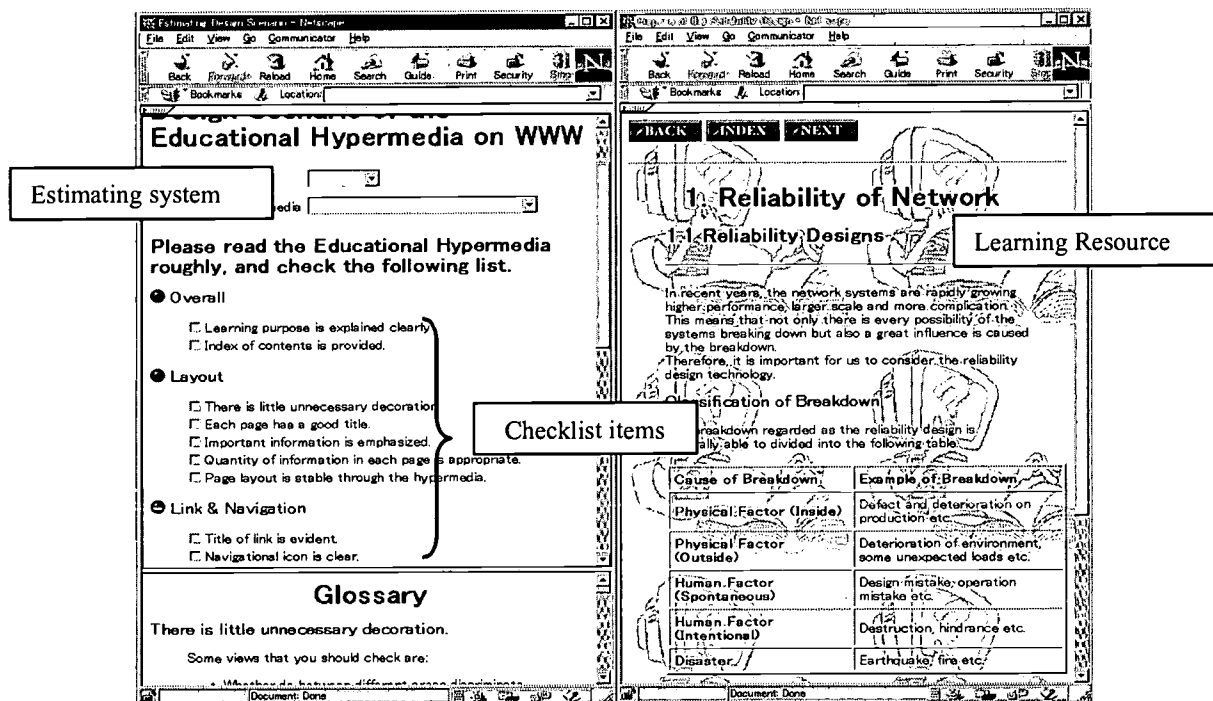 Estimating Design Scenario - Netscape
File Edit View Go Communicator Help
Back Forward Reload Home Search Guide Print Security Stop N
Bookmarks Location:
Design Scenario of the
Educational Hypermedia on WWW
Estimating system
media
Please read the Educational Hypermedia
roughly, and check the following list.
Overall
Learning purpose is explained clearly
Index of contents is provided.
Layout
There is little unnecessary decoration
Each page has a good title.
Important information is emphasized.
Quantity of information in each page is appropriate.
Page layout is stable through the hypermedia.
Link & Navigation
Title of link is evident.
Navigational icon is clear.
Checklist items
Glossary
There is little unnecessary decoration.
Some views that you should check are:
Document: Done
Netscape
File Edit View Go Communicator Help
Back Forward Reload Home Search Guide Print Security Stop N
Bookmarks Location:
BACK INDEX NEXT
1. Reliability of Network
1-1. Reliability Designs
Learning Resource
In recent years, the network systems are rapidly growing
higher performance, larger scale and more complication.
This means that not only there is every possibility of the
systems breaking down but also a great influence is caused
by the breakdown.
Therefore, it is important for us to consider the reliability
design technology.
Classification of Breakdown
breakdown regarded as the reliability design is
able to divided into the following table.
Cause of Breakdown Example of Breakdown
Physical Factor (Inside) Defect and deterioration on
production etc.
Physical Factor Deterioration of environment,
(Outside) some unexpected loads etc.
Human Factor Design mistake, operation
(Spontaneous) mistake etc.
Human Factor
(Intentional) Destruction, hindrance etc.
Disaster Earthquake, fire etc.
Document: Done